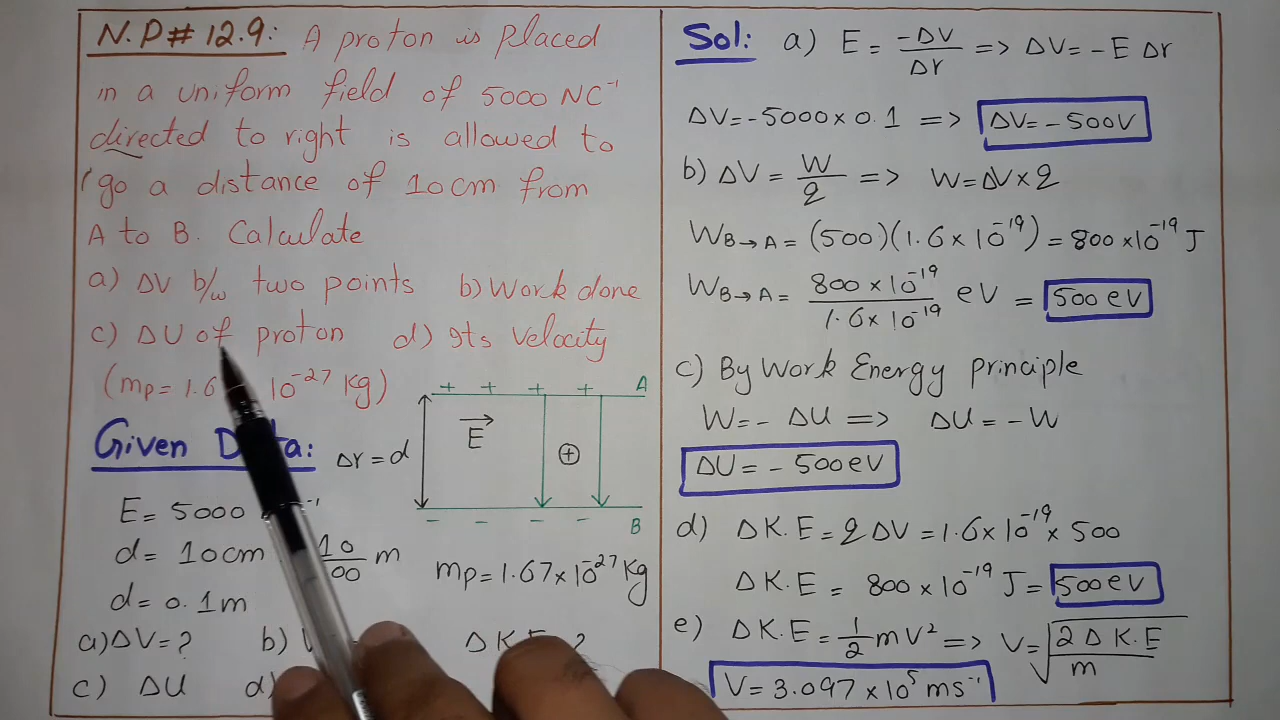 N.P# 12.9: A proton is placed
in a uniform field of 5000 NC⁻¹
directed to right is allowed to
go a distance of 10cm from
A to B. Calculate
a) ΔV b/w two points b) Work done
c) ΔU of proton d) Its Velocity
(mp = 1.6 10⁻²⁷ Kg)
Given Data:
E = 5000
d = 10cm 10/100 m
d = 0.1m
a) ΔV = ? b) ΔK.E ?
c) ΔU d)
+ + + + A
Δr = d E⃗ +
- - - - B
mp = 1.67 × 10⁻²⁷ Kg
Sol: a) E = -ΔV/Δr => ΔV = -E Δr
ΔV = -5000 × 0.1 => ΔV = -500V
b) ΔV = W/q => W = ΔV × q
W B→A = (500)(1.6 × 10⁻¹⁹) = 800 × 10⁻¹⁹ J
W B→A = 800 × 10⁻¹⁹/1.6 × 10⁻¹⁹ eV = 500 eV
c) By Work Energy principle
W = - ΔU => ΔU = -W
ΔU = - 500 eV
d) ΔK.E = q ΔV = 1.6 × 10⁻¹⁹ × 500
ΔK.E = 800 × 10⁻¹⁹ J = 500 eV
e) ΔK.E = 1/2 mV² => V = √(2 Δ K.E/m)
V = 3.097 × 10⁵ ms⁻¹